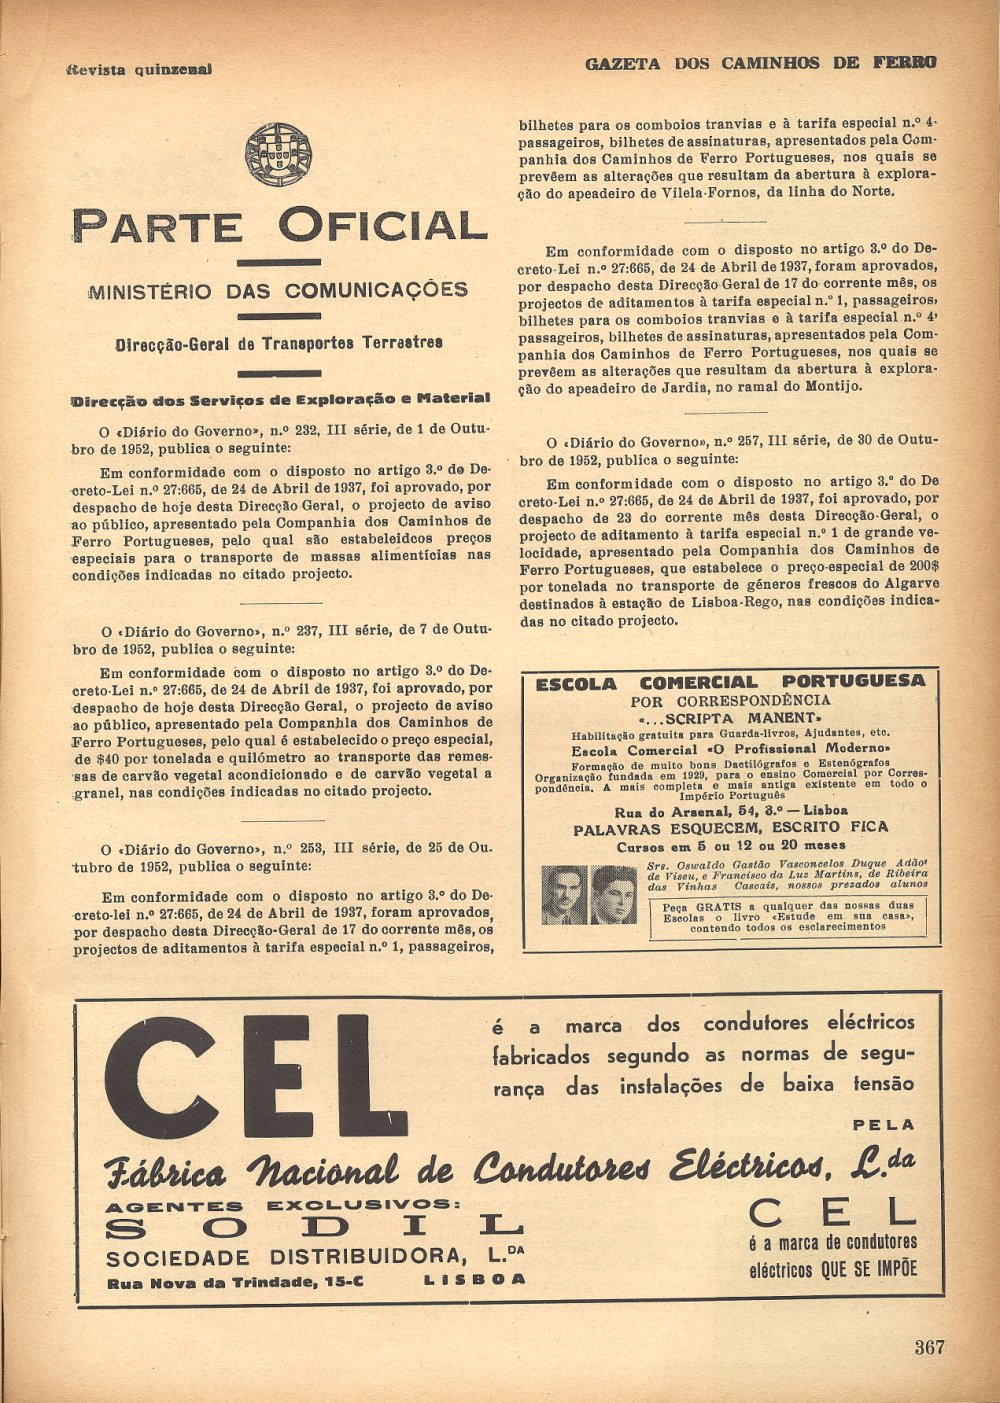 Revista quinzenal
GAZETA DOS CAMINHOS DE FERRO
PARTE OFICIAL
MINISTÉRIO DAS COMUNICAÇÕES
Direcção-Geral de Transportes Terrestres
Direcção dos Serviços de Exploração e Material
O «Diário do Governo», n.º 232, III série, de 1 de Outu-
bro de 1952, publica o seguinte:
Em conformidade com o disposto no artigo 3.º do De-
creto-Lei n.º 27:665, de 24 de Abril de 1937, foi aprovado, por
despacho de hoje desta Direcção Geral, o projecto de aviso
ao público, apresentado pela Companhia dos Caminhos de
Ferro Portugueses, pelo qual são estabeleidcos preços
especiais para o transporte de massas alimentícias nas
condições indicadas no citado projecto.
O «Diário do Governo», n.º 237, III série, de 7 de Outu-
bro de 1952, publica o seguinte:
Em conformidade com o disposto no artigo 3.º do De-
creto-Lei n.º 27:665, de 24 de Abril de 1937, foi aprovado, por
despacho de hoje desta Direcção Geral, o projecto de aviso
ao público, apresentado pela Companhia dos Caminhos de
Ferro Portugueses, pelo qual é estabelecido o preço especial,
de $40 por tonelada e quilómetro ao transporte das remes-
sas de carvão vegetal acondicionado e de carvão vegetal a
granel, nas condições indicadas no citado projecto.
O «Diário do Governo», n.º 253, III série, de 25 de Ou.
tubro de 1952, publica o seguinte:
Em conformidade com o disposto no artigo 3.º do De-
creto-lei n.º 27:665, de 24 de Abril de 1937, foram aprovados,
por despacho desta Direcção-Geral de 17 do corrente mês, os
projectos de aditamentos à tarifa especial n.º 1, passageiros,
bilhetes para os comboios tranvias e à tarifa especial n.º 4.
passageiros, bilhetes de assinaturas, apresentados pela Com-
panhia dos Caminhos de Ferro Portugueses, nos quais se
prevêem as alterações que resultam da abertura à explora-
ção do apeadeiro de Vilela-Fornos, da linha do Norte.
Em conformidade com o disposto no artigo 3.º do De-
creto-Lei n.º 27:665, de 24 de Abril de 1937, foram aprovados,
por despacho desta Direcção Geral de 17 do corrente mês, os
projectos de aditamentos à tarifa especial n.º 1, passageiros,
bilhetes para os comboios tranvias e à tarifa especial n.º 4'
passageiros, bilhetes de assinaturas, apresentados pela Com-
panhia dos Caminhos de Ferro Portugueses, nos quais se
prevêem as alterações que resultam da abertura à explora-
ção do apeadeiro de Jardia, no ramal do Montijo.
O «Diário do Governo», n.º 257, III série, de 30 de Outu-
bro de 1952, publica o seguinte:
Em conformidade com o disposto no artigo 3.º do De
creto-Lei n.º 27:665, de 24 de Abril de 1937, foi aprovado, por
despacho de 23 do corrente mês desta Direcção-Geral, o
projecto de aditamento à tarifa especial n.º 1 de grande ve-
locidade, apresentado pela Companhia dos Caminhos de
Ferro Portugueses, que estabelece o preço-especial de 200$
por tonelada no transporte de géneros frescos do Algarve
destinados à estação de Lisboa-Rego, nas condições indica-
das no citado projecto.
ESCOLA COMERCIAL PORTUGUESA
POR CORRESPONDÊNCIA
«...SCRIPTA MANENT»
Habilitação gratuita para Guarda-livros, Ajudantes, etc.
Escola Comercial «O Profissional Moderno»
Formação de muito bons Dactilógrafos e Estenógrafos
Organização fundada em 1929, para o ensino Comercial por Corres-
pondência. A mais completa e mais antiga existente em todo o
Império Português
Rua do Arsenal, 54, 3.º — Lisboa
PALAVRAS ESQUECEM, ESCRITO FICA
Cursos em 5 ou 12 ou 20 meses
Srs. Oswaldo Gastão Vasconcelos Duque Adão,
de Viseu, e Francisco da Luz Martins, de Ribeira
das Vinhas Cascais, nossos prezados alunos
Peça GRATIS a qualquer das nossas duas
Escolas o livro «Estude em sua casa»,
contendo todos os esclarecimentos
CEL
é a marca dos condutores eléctricos
fabricados segundo as normas de segu-
rança das instalações de baixa tensão
PELA
Fábrica Nacional de Condutores Eléctricos, L.da
AGENTES EXCLUSIVOS:
SODIL
SOCIEDADE DISTRIBUIDORA, L.DA
Rua Nova da Trindade, 15-C LISBOA
CEL
é a marca de condutores
eléctricos QUE SE IMPÕE
367